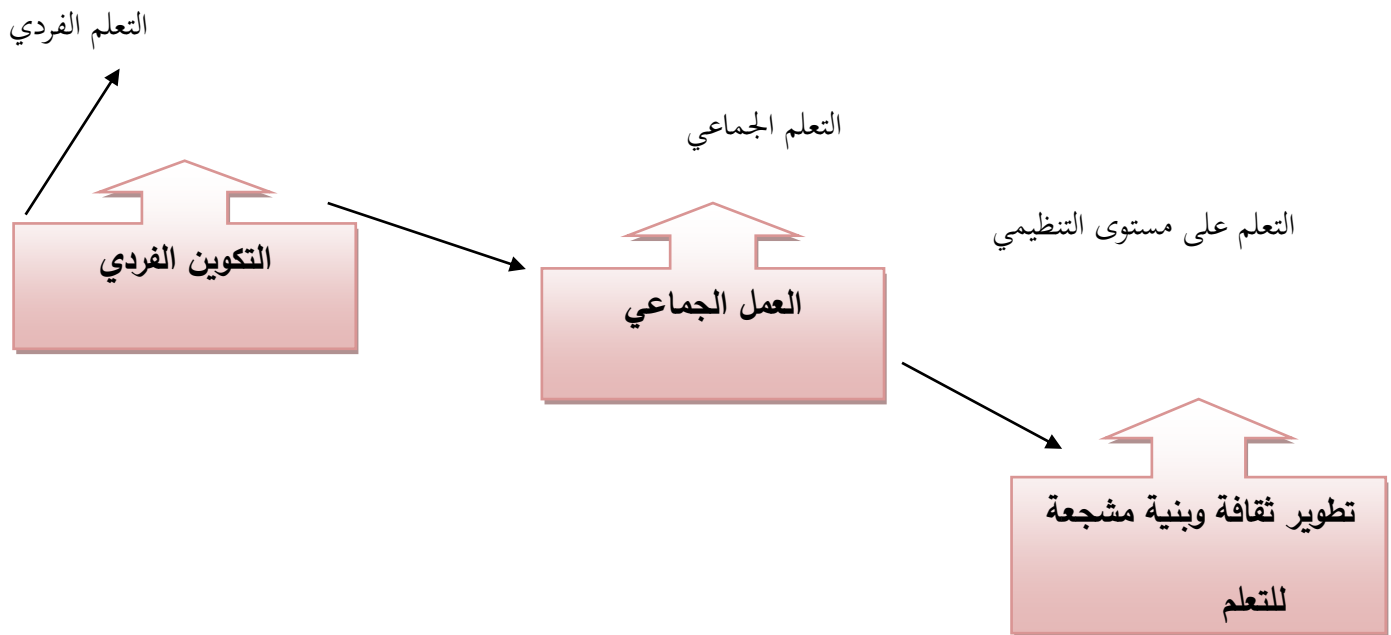 التعلم الفردي
التعلم الجماعي
التعلم على مستوى التنظيمي
التكوين الفردي
العمل الجماعي
تطوير ثقافة وبنية مشجعة
للتعلم